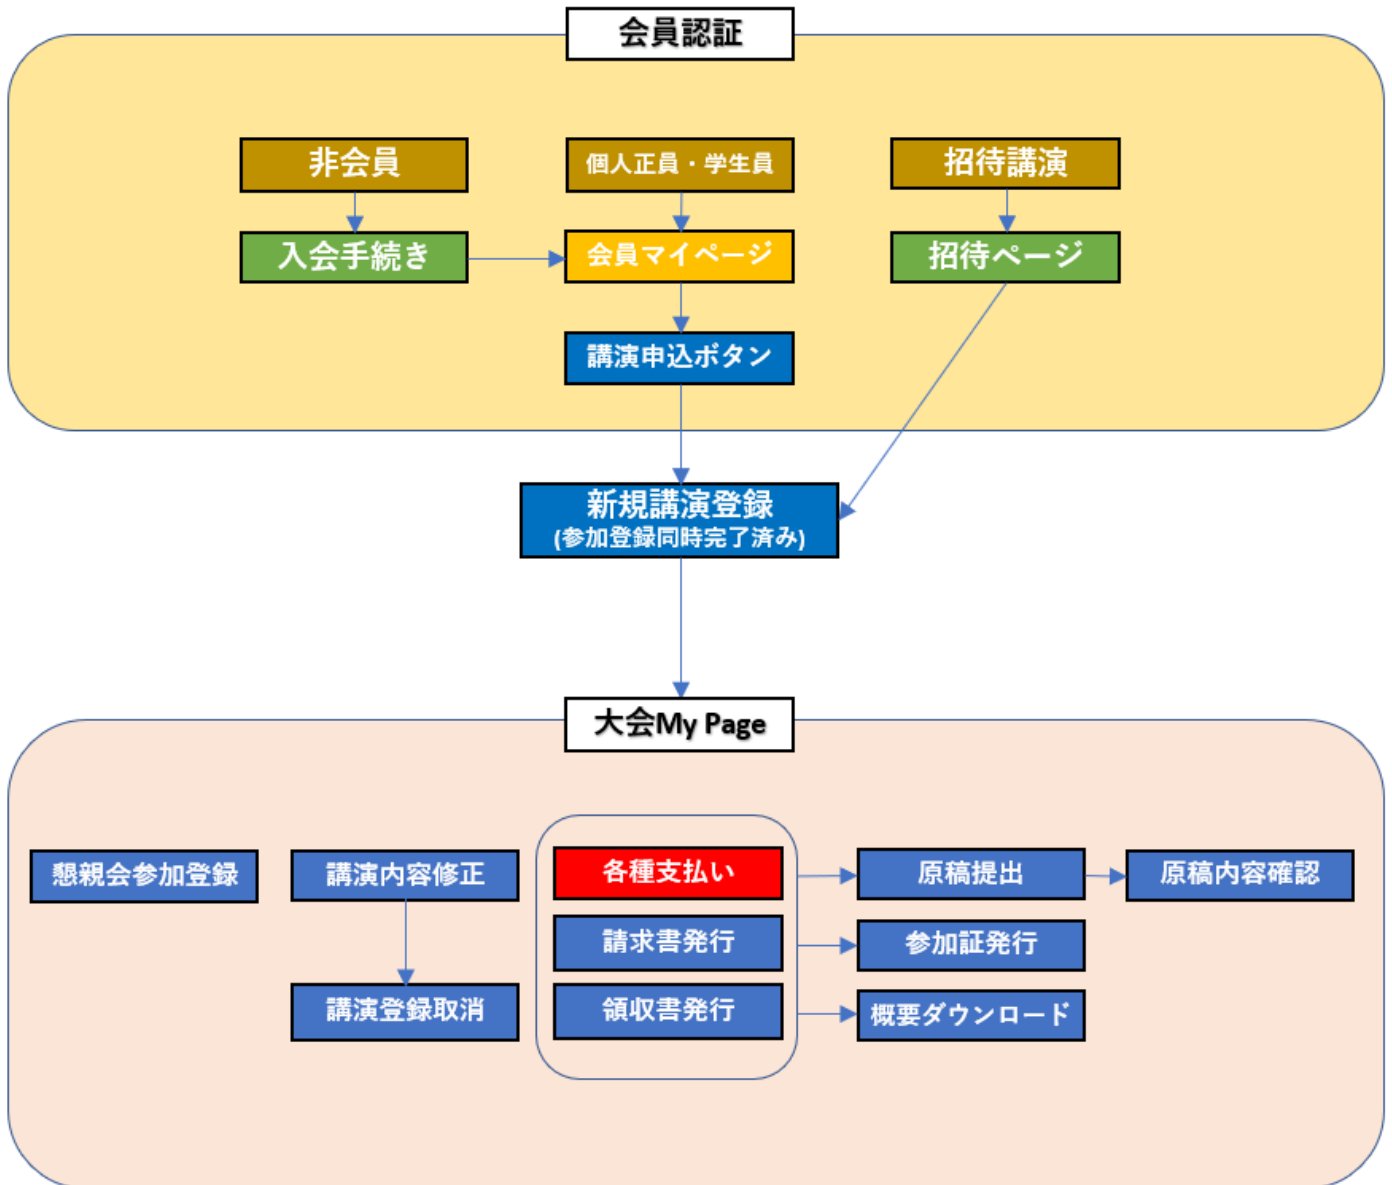 会員認証
非会員
個人正員・学生員
招待講演
入会手続き
会員マイページ
招待ページ
講演申込ボタン
新規講演登録
(参加登録同時完了済み)
大会My Page
懇親会参加登録
講演内容修正
各種支払い
原稿提出
原稿内容確認
請求書発行
参加証発行
講演登録取消
領収書発行
概要ダウンロード